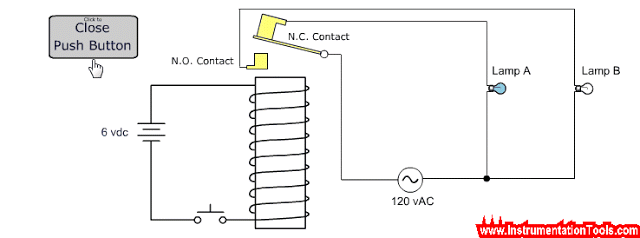 Click to
Close
Push Button
N.C. Contact
N.O. Contact
Lamp A
Lamp B
6 vdc
120 vAC
www.InstrumentationTools.com